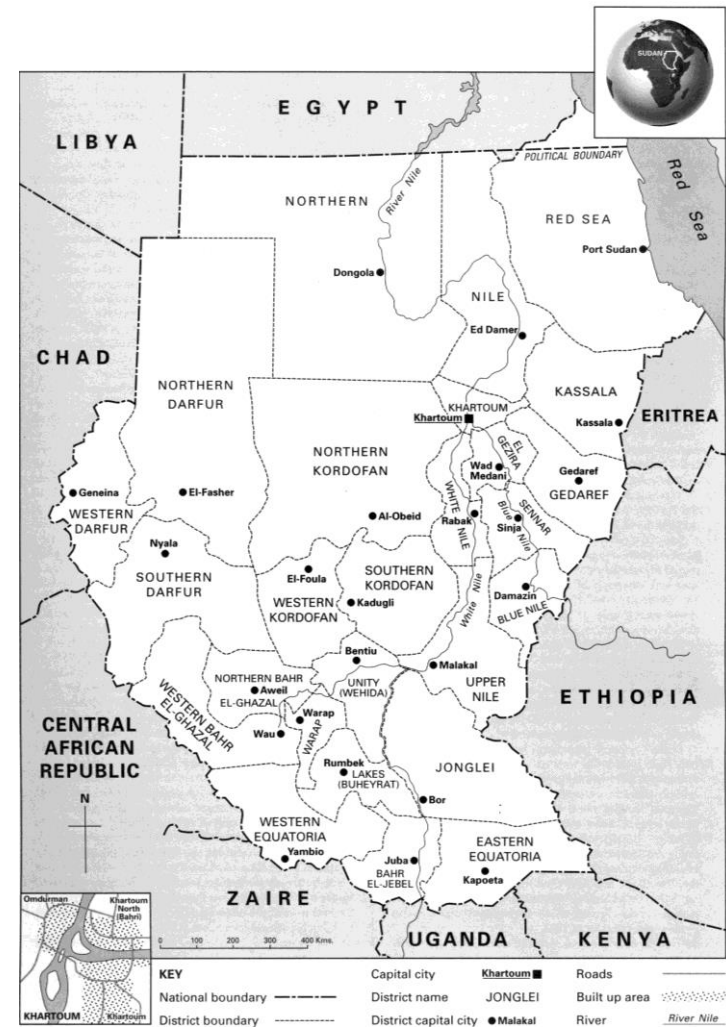 SUDAN
EGYPT
LIBYA
POLITICAL BOUNDARY
Red Sea
River Nile
NORTHERN
RED SEA
Port Sudan
Dongola
NILE
Ed Damer
CHAD
NORTHERN
DARFUR
KASSALA
Kassala
ERITREA
Khartoum
KHARTOUM
NORTHERN
KORDOFAN
EL
GEZIRA
Wad
Medani
Gedaref
GEDAREF
Geneina
WESTERN
DARFUR
El-Fasher
Al-Obeid
WHITE
NILE
Rabak
SENNAR
Blue Nile
Sinja
Nyala
SOUTHERN
DARFUR
El-Foula
WESTERN
KORDOFAN
SOUTHERN
KORDOFAN
Kadugli
White Nile
Damazin
BLUE NILE
Bentiu
Malakal
NORTHERN BAHR
EL-GHAZAL
Aweil
UNITY
(WEHIDA)
UPPER
NILE
ETHIOPIA
WESTERN BAHR
EL-GHAZAL
Warap
WARAP
Wau
CENTRAL
AFRICAN
REPUBLIC
Rumbek
LAKES
(BUHEYRAT)
JONGLEI
Bor
N
WESTERN
EQUATORIA
Yambio
EASTERN
EQUATORIA
Juba
BAHR
EL-JEBEL
Kapoeta
ZAIRE
UGANDA
KENYA
Omdurman
Khartoum
North
(Bahri)
KHARTOUM
Khartoum
0 100 200 300 400 Kms.
KEY
National boundary
District boundary
Capital city Khartoum
District name JONGLEI
District capital city Malakal
Roads
Built up area
River River Nile